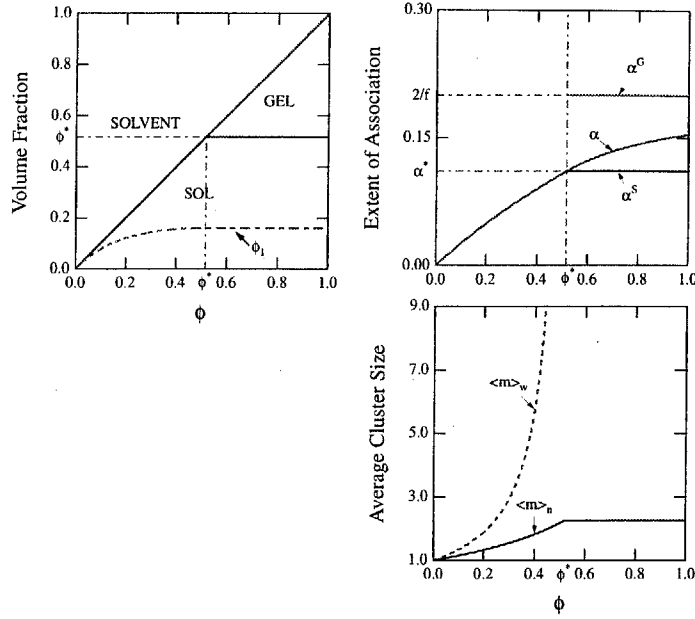 Volume Fraction
1.0
0.8
0.6
φ*
0.4
0.2
0.0
SOLVENT
GEL
SOL
φ₁
0.0 0.2 0.4 φ* 0.6 0.8 1.0
φ
Extent of Association
0.30
2/f
0.15
α*
0.00
α^G
α
α^S
0.0 0.2 0.4 φ* 0.6 0.8 1.0
Average Cluster Size
9.0
7.0
5.0
3.0
1.0
<m>_w
<m>_n
0.0 0.2 0.4 φ* 0.6 0.8 1.0
φ